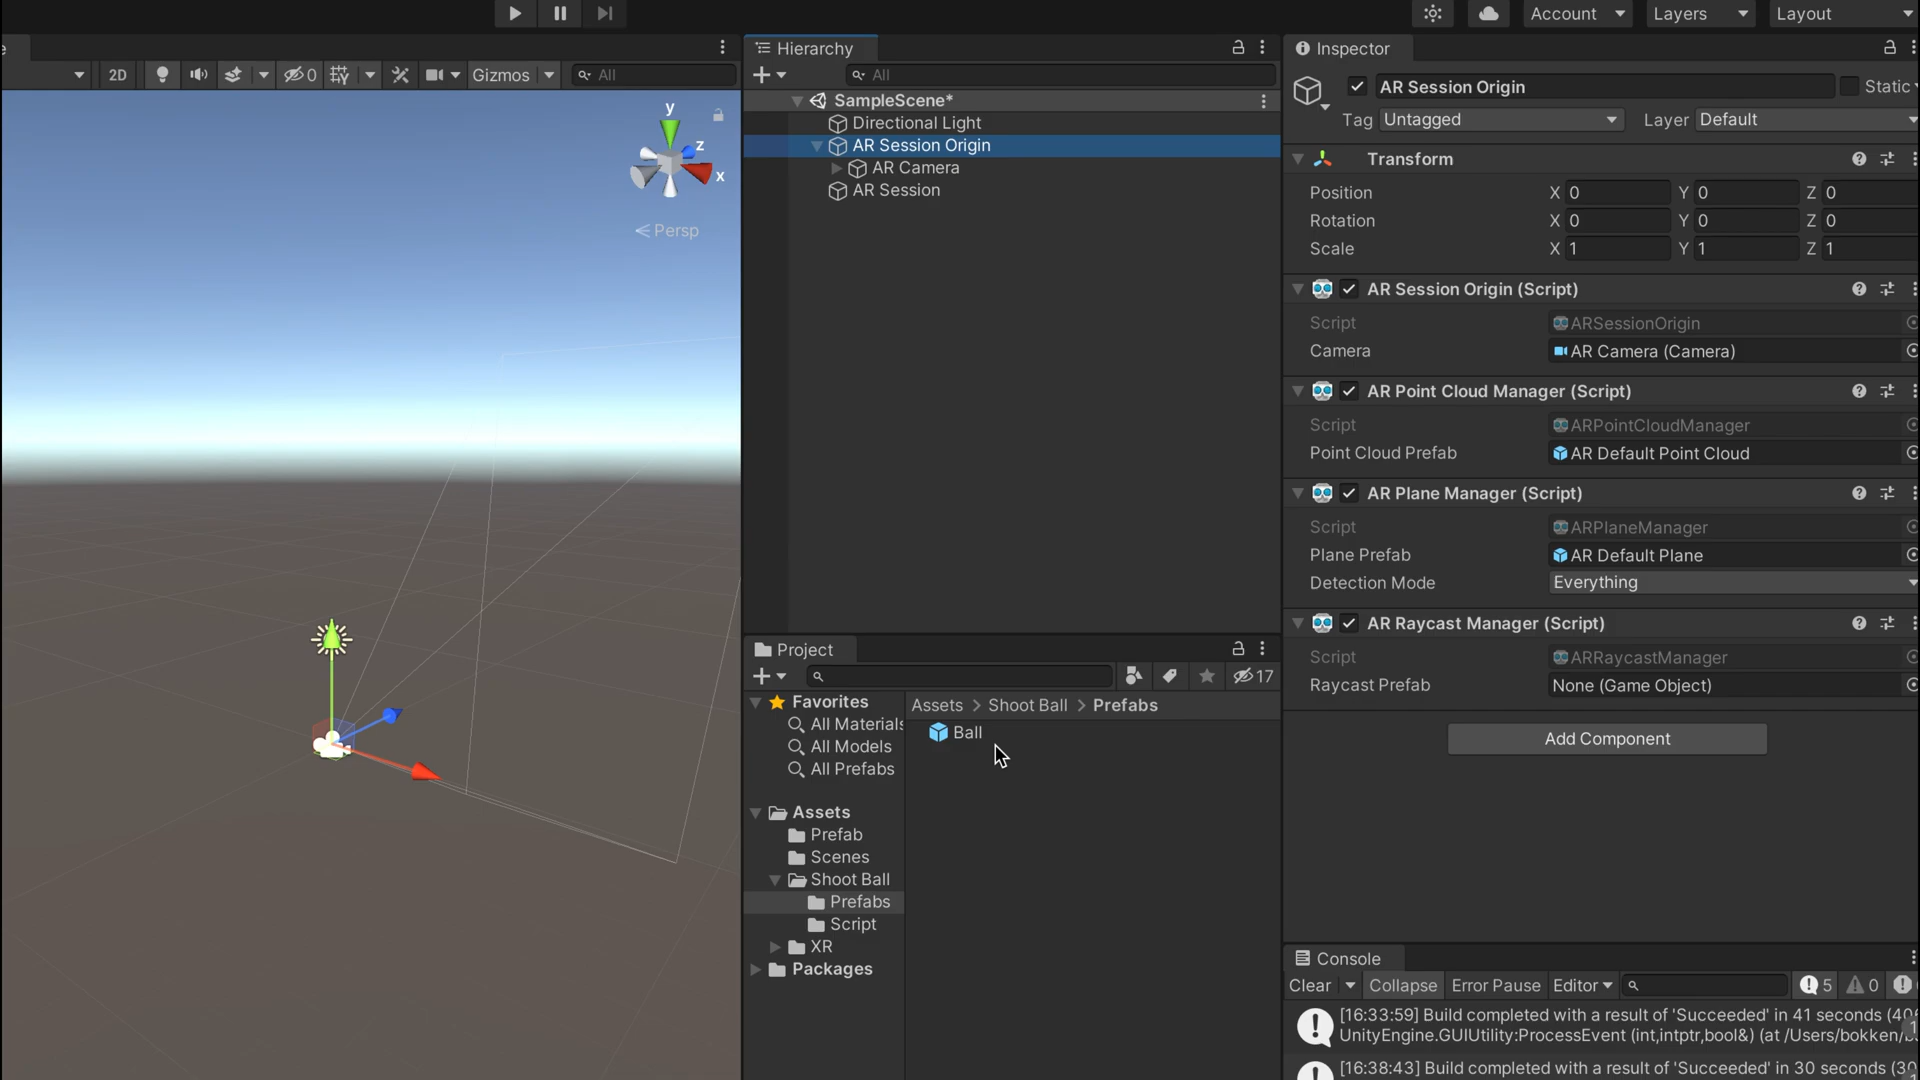 Account
Layers
Layout
2D
0
Gizmos
All
y
z
x
Persp
Hierarchy
All
SampleScene*
Directional Light
AR Session Origin
AR Camera
AR Session
Project
17
Favorites
All Materials
All Models
All Prefabs
Assets
Prefab
Scenes
Shoot Ball
Prefabs
Script
XR
Packages
Assets > Shoot Ball > Prefabs
Ball
Inspector
AR Session Origin
Static
Tag Untagged Layer Default
Transform
Position X 0 Y 0 Z 0
Rotation X 0 Y 0 Z 0
Scale X 1 Y 1 Z 1
AR Session Origin (Script)
Script ARSessionOrigin
Camera AR Camera (Camera)
AR Point Cloud Manager (Script)
Script ARPointCloudManager
Point Cloud Prefab AR Default Point Cloud
AR Plane Manager (Script)
Script ARPlaneManager
Plane Prefab AR Default Plane
Detection Mode Everything
AR Raycast Manager (Script)
Script ARRaycastManager
Raycast Prefab None (Game Object)
Add Component
Console
Clear Collapse Error Pause Editor 5 0
[16:33:59] Build completed with a result of 'Succeeded' in 41 seconds
UnityEngine.GUIUtility:ProcessEvent (int,intptr,bool&) (at /Users/bokken/
[16:38:43] Build completed with a result of 'Succeeded' in 30 seconds